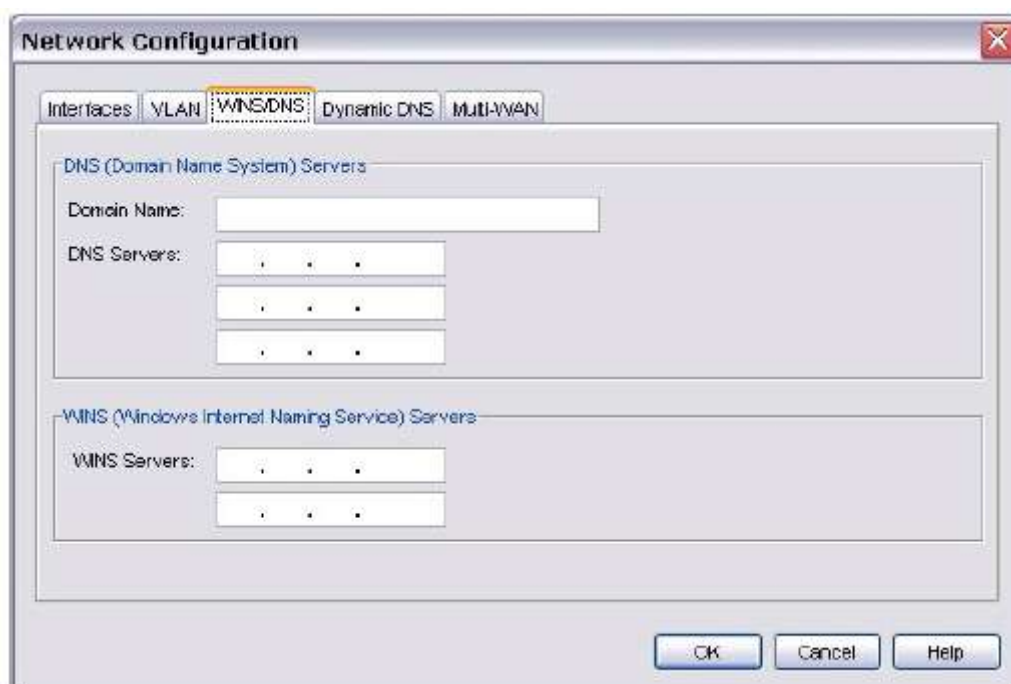 Network Configuration
Interfaces VLAN WINS/DNS Dynamic DNS Multi-WAN
DNS (Domain Name System) Servers
Domain Name:
DNS Servers:
. . .
. . .
. . .
WINS (Windows Internet Naming Service) Servers
WINS Servers:
. . .
. . .
OK Cancel Help